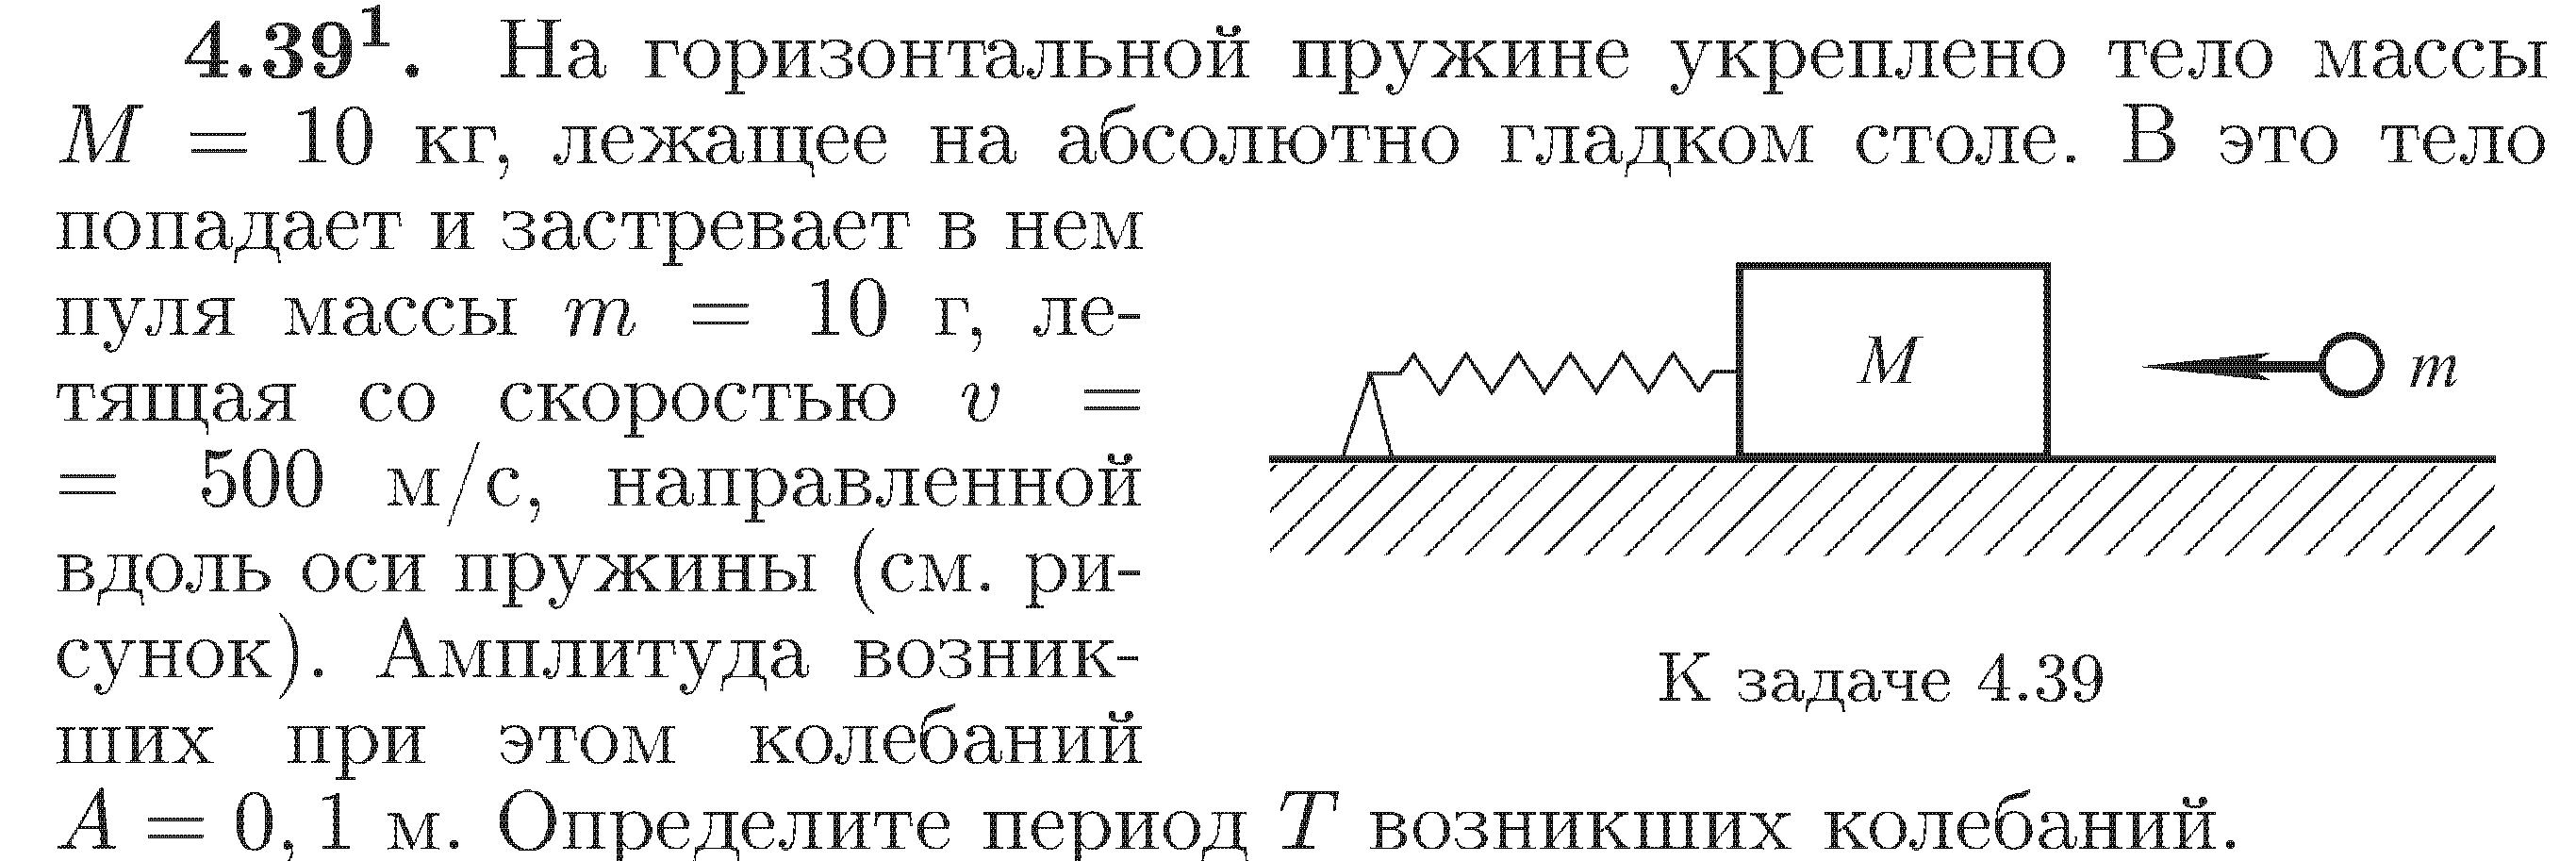 4.39¹. На горизонтальной пружине укреплено тело массы
M = 10 кг, лежащее на абсолютно гладком столе. В это тело
попадает и застревает в нем
пуля массы m = 10 г, ле-
тящая со скоростью v =
= 500 м/с, направленной
вдоль оси пружины (см. ри-
сунок). Амплитуда возник-
ших при этом колебаний
A = 0, 1 м. Определите период T возникших колебаний.
M
m
К задаче 4.39